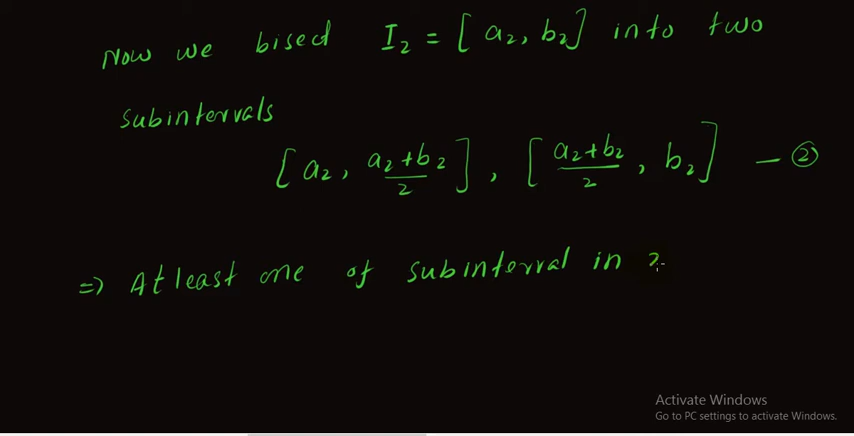 Now we bised I₂ = [a₂, b₂] into two
subintervals
[a₂, (a₂+b₂)/2], [(a₂+b₂)/2, b₂] — ②
⇒ Atleast one of subinterval in
Activate Windows
Go to PC settings to activate Windows.